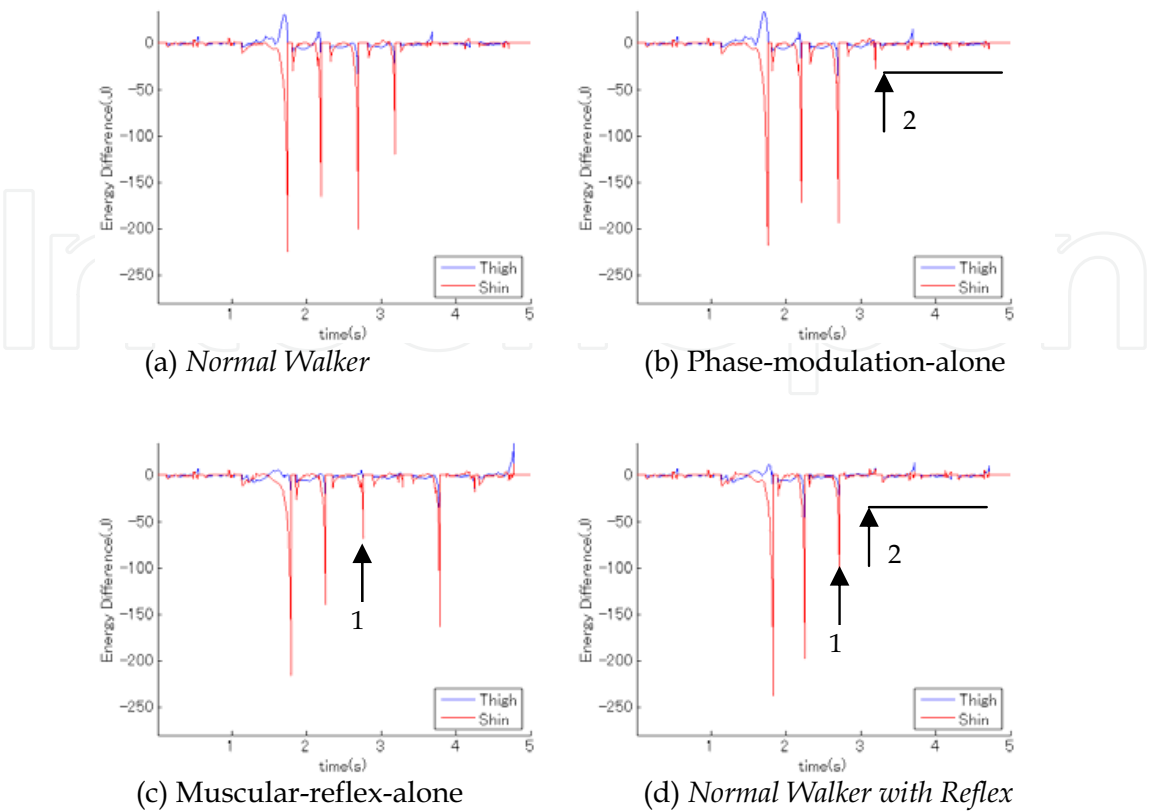 0
−50
−100
−150
−200
−250
Energy Difference(J)
Thigh
Shin
1 2 3 4 5
time(s)
(a) Normal Walker
0
−50
−100
−150
−200
−250
Energy Difference(J)
2
Thigh
Shin
1 2 3 4 5
time(s)
(b) Phase-modulation-alone
0
−50
−100
−150
−200
−250
Energy Difference(J)
1
Thigh
Shin
1 2 3 4 5
time(s)
(c) Muscular-reflex-alone
0
−50
−100
−150
−200
−250
Energy Difference(J)
2
1
Thigh
Shin
1 2 3 4 5
time(s)
(d) Normal Walker with Reflex